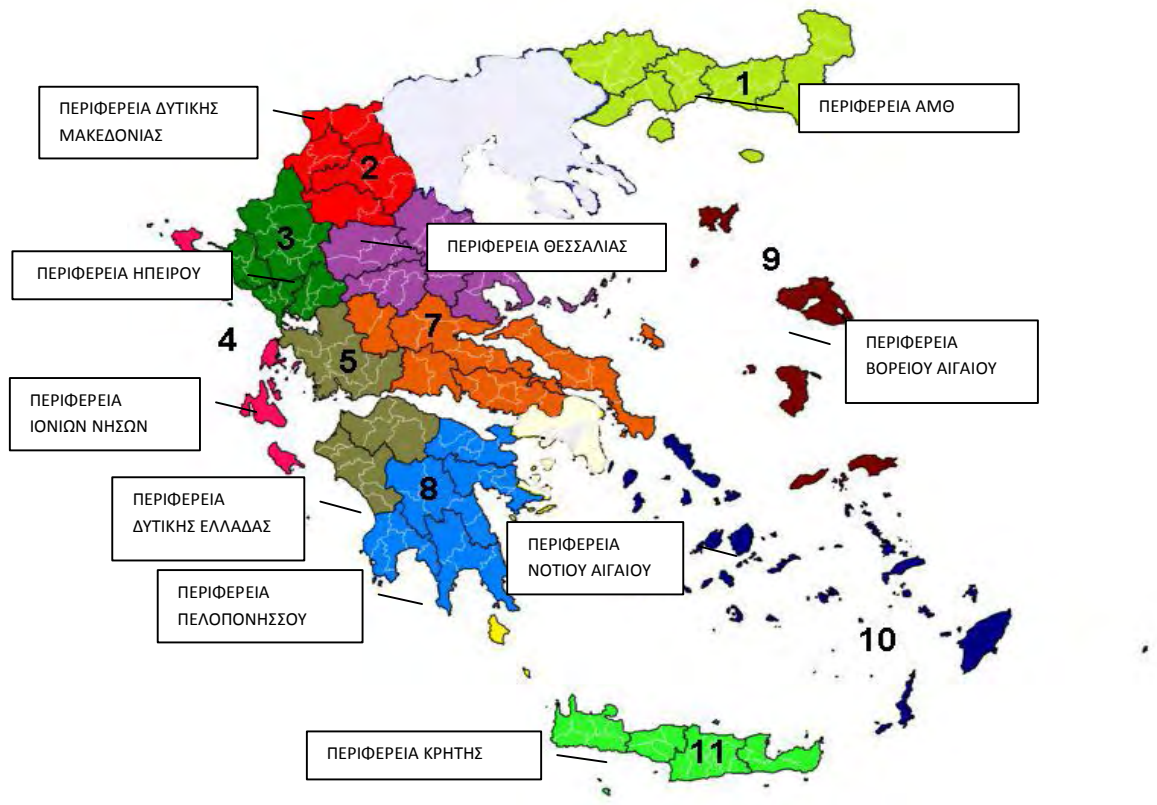 ΠΕΡΙΦΕΡΕΙΑ ΔΥΤΙΚΗΣ
ΜΑΚΕΔΟΝΙΑΣ
1
ΠΕΡΙΦΕΡΕΙΑ ΑΜΘ
2
3
ΠΕΡΙΦΕΡΕΙΑ ΘΕΣΣΑΛΙΑΣ
ΠΕΡΙΦΕΡΕΙΑ ΗΠΕΙΡΟΥ
9
4
7
5
ΠΕΡΙΦΕΡΕΙΑ
ΒΟΡΕΙΟΥ ΑΙΓΑΙΟΥ
ΠΕΡΙΦΕΡΕΙΑ
ΙΟΝΙΩΝ ΝΗΣΩΝ
8
ΠΕΡΙΦΕΡΕΙΑ
ΔΥΤΙΚΗΣ ΕΛΛΑΔΑΣ
ΠΕΡΙΦΕΡΕΙΑ
ΝΟΤΙΟΥ ΑΙΓΑΙΟΥ
ΠΕΡΙΦΕΡΕΙΑ
ΠΕΛΟΠΟΝΗΣΣΟΥ
10
ΠΕΡΙΦΕΡΕΙΑ ΚΡΗΤΗΣ
11